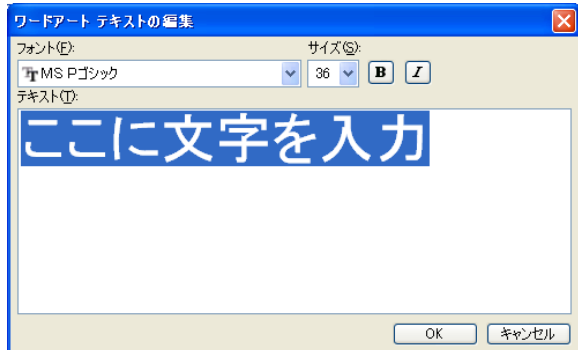 ワードアート テキストの編集
フォント(F): サイズ(S):
MS Pゴシック 36 B I
テキスト(T):
ここに文字を入力
OK キャンセル